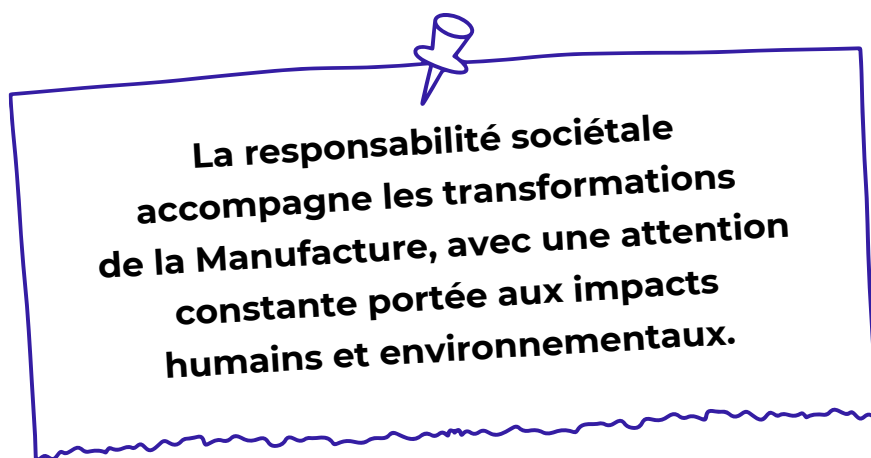 La responsabilité sociétale
accompagne les transformations
de la Manufacture, avec une attention
constante portée aux impacts
humains et environnementaux.